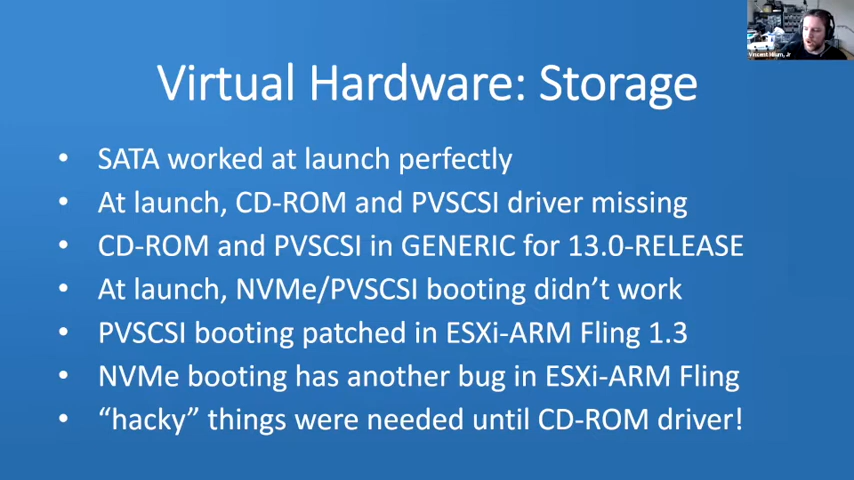 Vincent Milum, Jr
Virtual Hardware: Storage
• SATA worked at launch perfectly
• At launch, CD-ROM and PVSCSI driver missing
• CD-ROM and PVSCSI in GENERIC for 13.0-RELEASE
• At launch, NVMe/PVSCSI booting didn’t work
• PVSCSI booting patched in ESXi-ARM Fling 1.3
• NVMe booting has another bug in ESXi-ARM Fling
• “hacky” things were needed until CD-ROM driver!